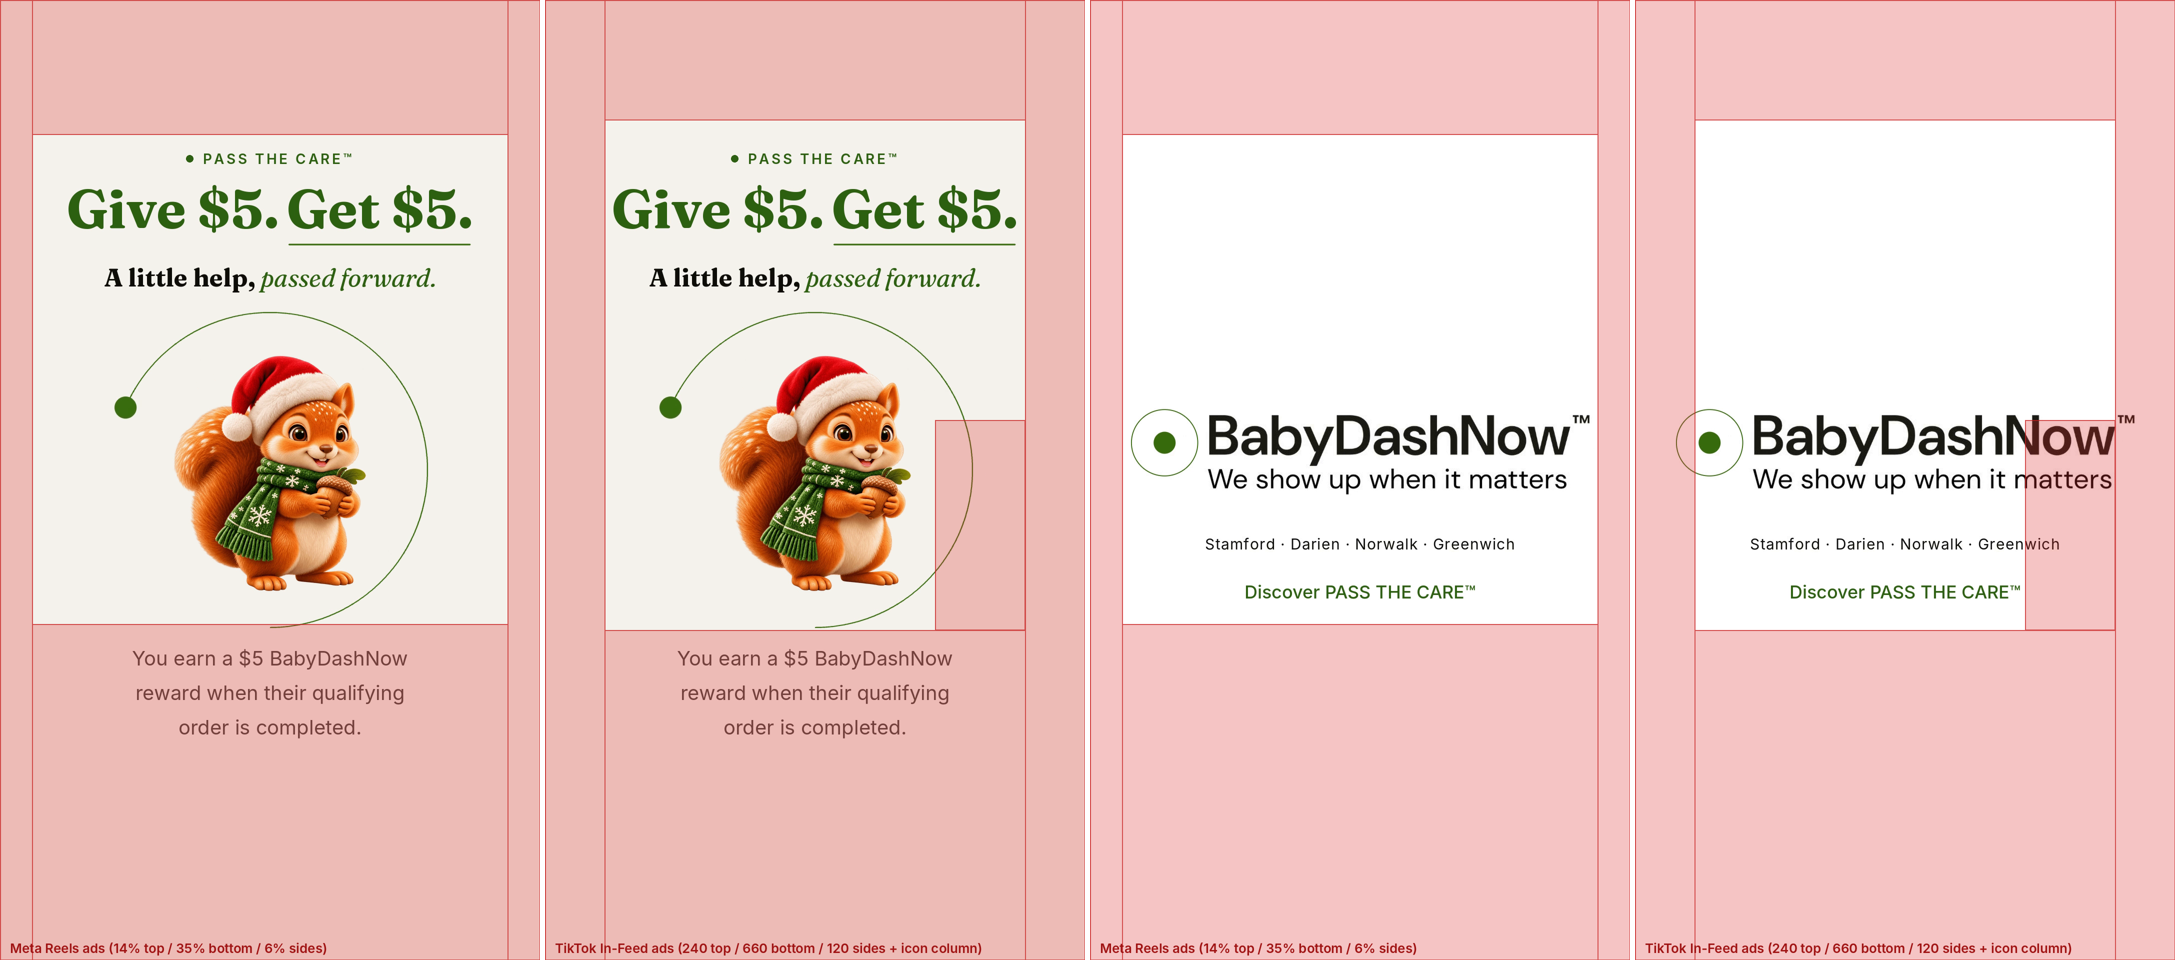 PASS THE CARE™
Give $5. Get $5.
A little help, passed forward.
You earn a $5 BabyDashNow
reward when their qualifying
order is completed.
Meta Reels ads (14% top / 35% bottom / 6% sides)
PASS THE CARE™
Give $5. Get $5.
A little help, passed forward.
You earn a $5 BabyDashNow
reward when their qualifying
order is completed.
TikTok In-Feed ads (240 top / 660 bottom / 120 sides + icon column)
BabyDashNow™
We show up when it matters
Stamford · Darien · Norwalk · Greenwich
Discover PASS THE CARE™
Meta Reels ads (14% top / 35% bottom / 6% sides)
BabyDashNow™
We show up when it matters
Stamford · Darien · Norwalk · Greenwich
Discover PASS THE CARE™
TikTok In-Feed ads (240 top / 660 bottom / 120 sides + icon column)